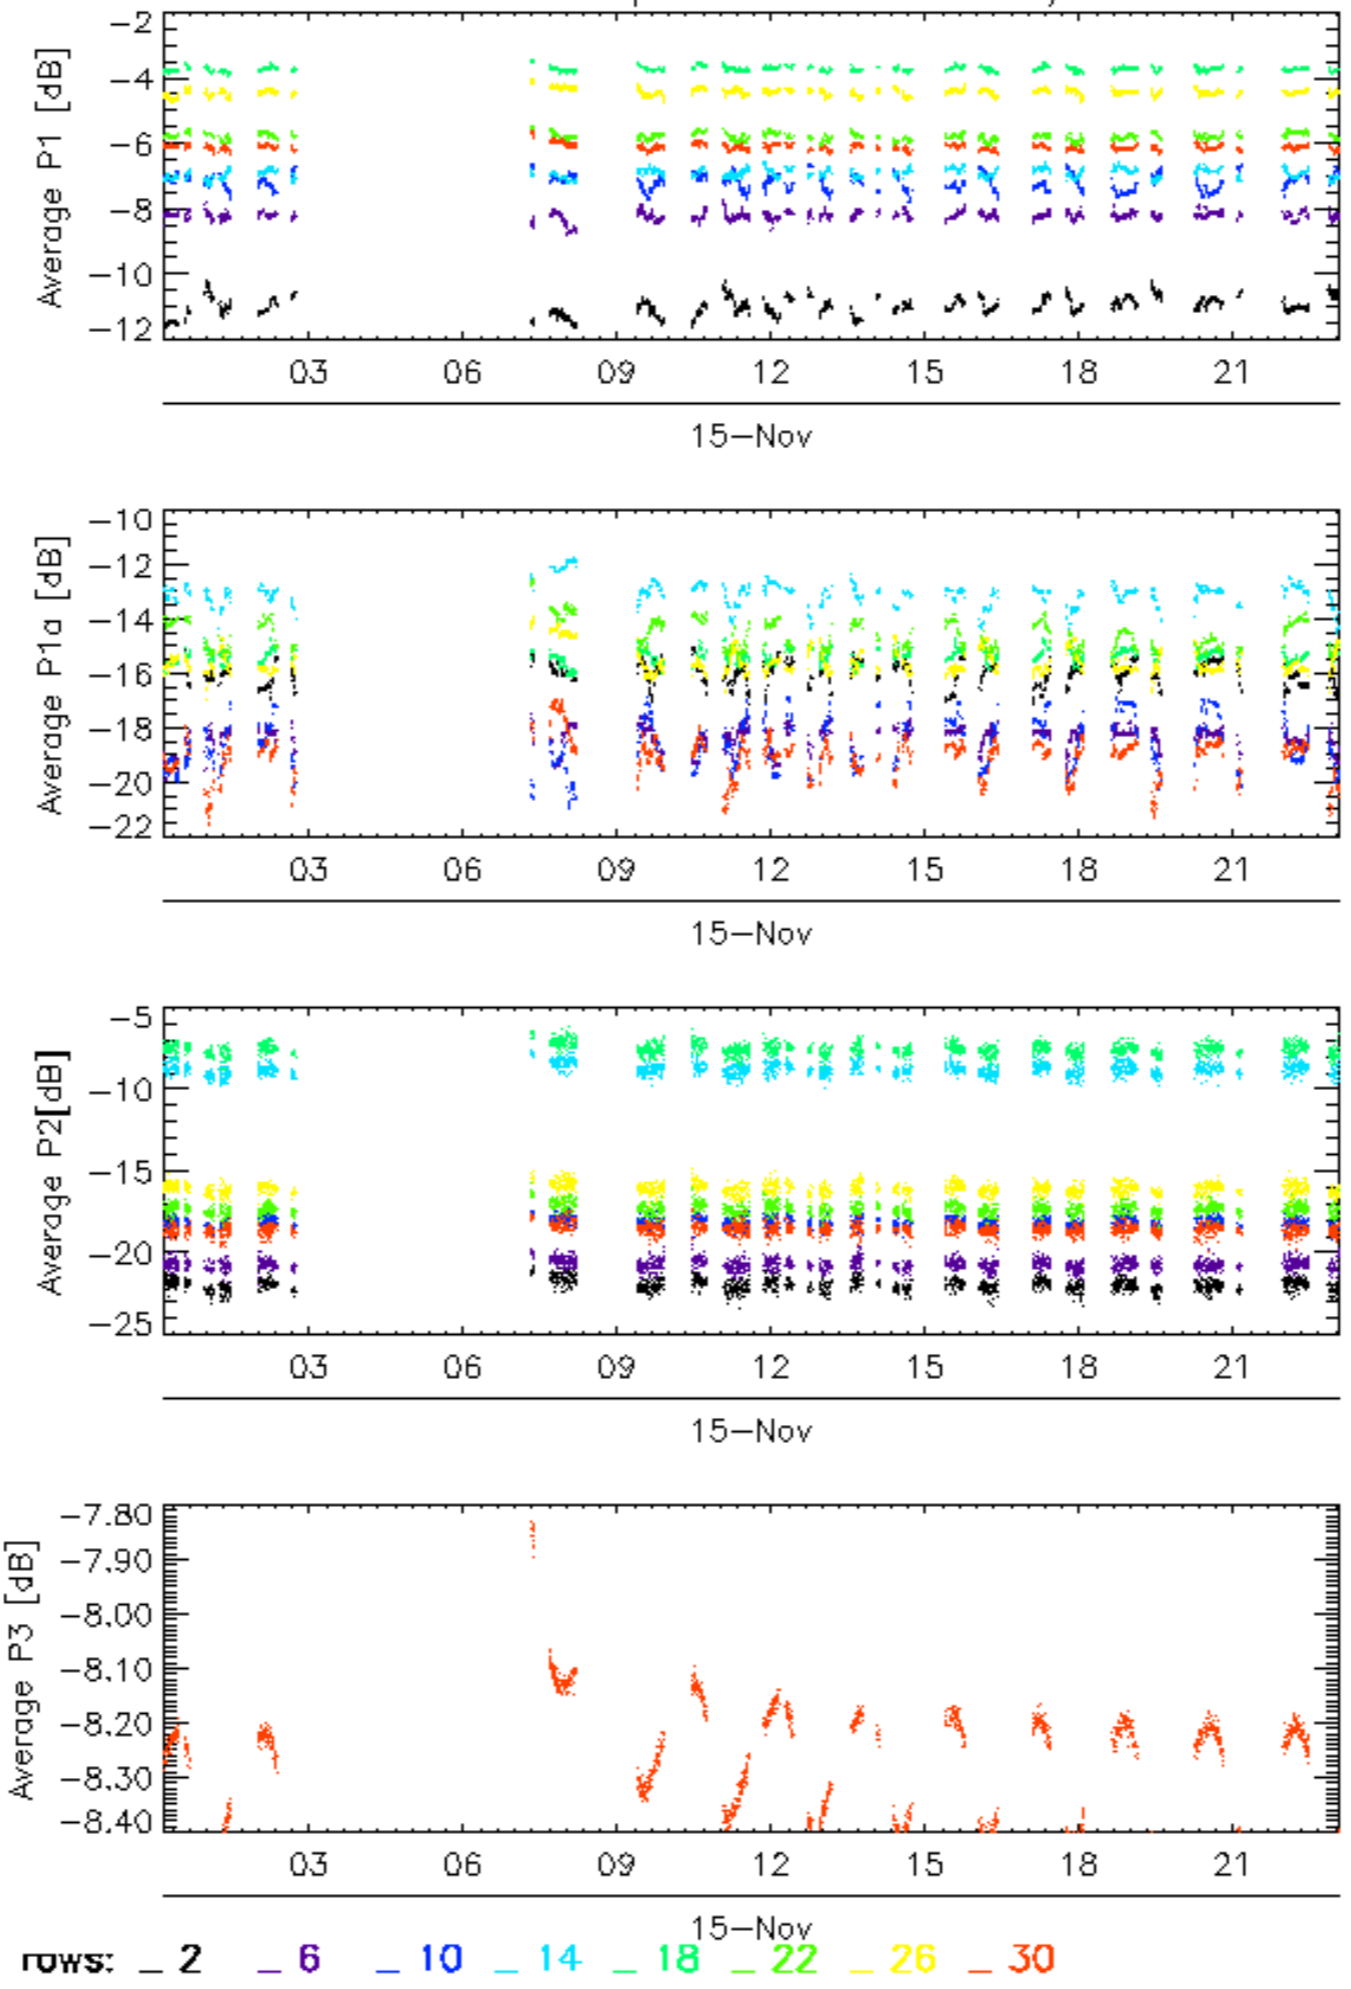 Average P1 [dB]
-2
-4
-6
-8
-10
-12
03 06 09 12 15 18 21
15-Nov
Average P1a [dB]
-10
-12
-14
-16
-18
-20
-22
03 06 09 12 15 18 21
15-Nov
Average P2[dB]
-5
-10
-15
-20
-25
03 06 09 12 15 18 21
15-Nov
Average P3 [dB]
-7.80
-7.90
-8.00
-8.10
-8.20
-8.30
-8.40
03 06 09 12 15 18 21
15-Nov
rows: _ 2 _ 6 _ 10 _ 14 _ 18 _ 22 _ 26 _ 30